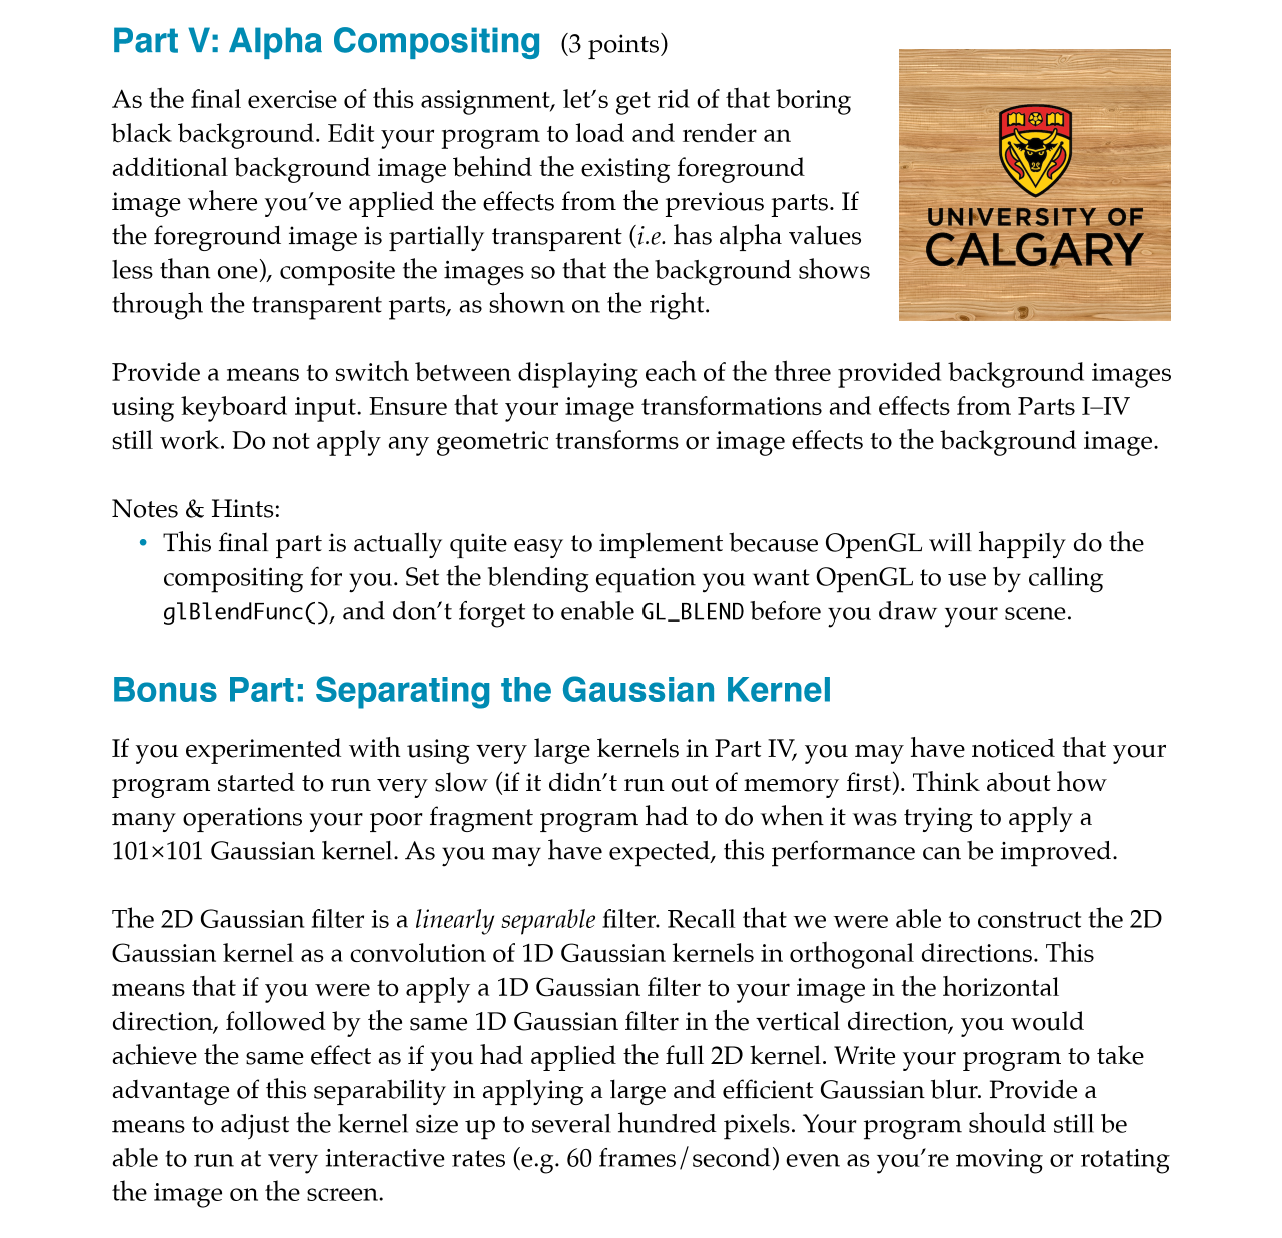 Part V: Alpha Compositing (3 points)
As the final exercise of this assignment, let's get rid of that boring
black background. Edit your program to load and render an
additional background image behind the existing foreground
image where you've applied the effects from the previous parts. If
the foreground image is partially transparent (i.e. has alpha values
less than one), composite the images so that the background shows
through the transparent parts, as shown on the right.
UNIVERSITY OF
CALGARY
Provide a means to switch between displaying each of the three provided background images
using keyboard input. Ensure that your image transformations and effects from Parts I–IV
still work. Do not apply any geometric transforms or image effects to the background image.
Notes & Hints:
• This final part is actually quite easy to implement because OpenGL will happily do the
compositing for you. Set the blending equation you want OpenGL to use by calling
glBlendFunc(), and don't forget to enable GL_BLEND before you draw your scene.
Bonus Part: Separating the Gaussian Kernel
If you experimented with using very large kernels in Part IV, you may have noticed that your
program started to run very slow (if it didn't run out of memory first). Think about how
many operations your poor fragment program had to do when it was trying to apply a
101×101 Gaussian kernel. As you may have expected, this performance can be improved.
The 2D Gaussian filter is a linearly separable filter. Recall that we were able to construct the 2D
Gaussian kernel as a convolution of 1D Gaussian kernels in orthogonal directions. This
means that if you were to apply a 1D Gaussian filter to your image in the horizontal
direction, followed by the same 1D Gaussian filter in the vertical direction, you would
achieve the same effect as if you had applied the full 2D kernel. Write your program to take
advantage of this separability in applying a large and efficient Gaussian blur. Provide a
means to adjust the kernel size up to several hundred pixels. Your program should still be
able to run at very interactive rates (e.g. 60 frames/second) even as you're moving or rotating
the image on the screen.